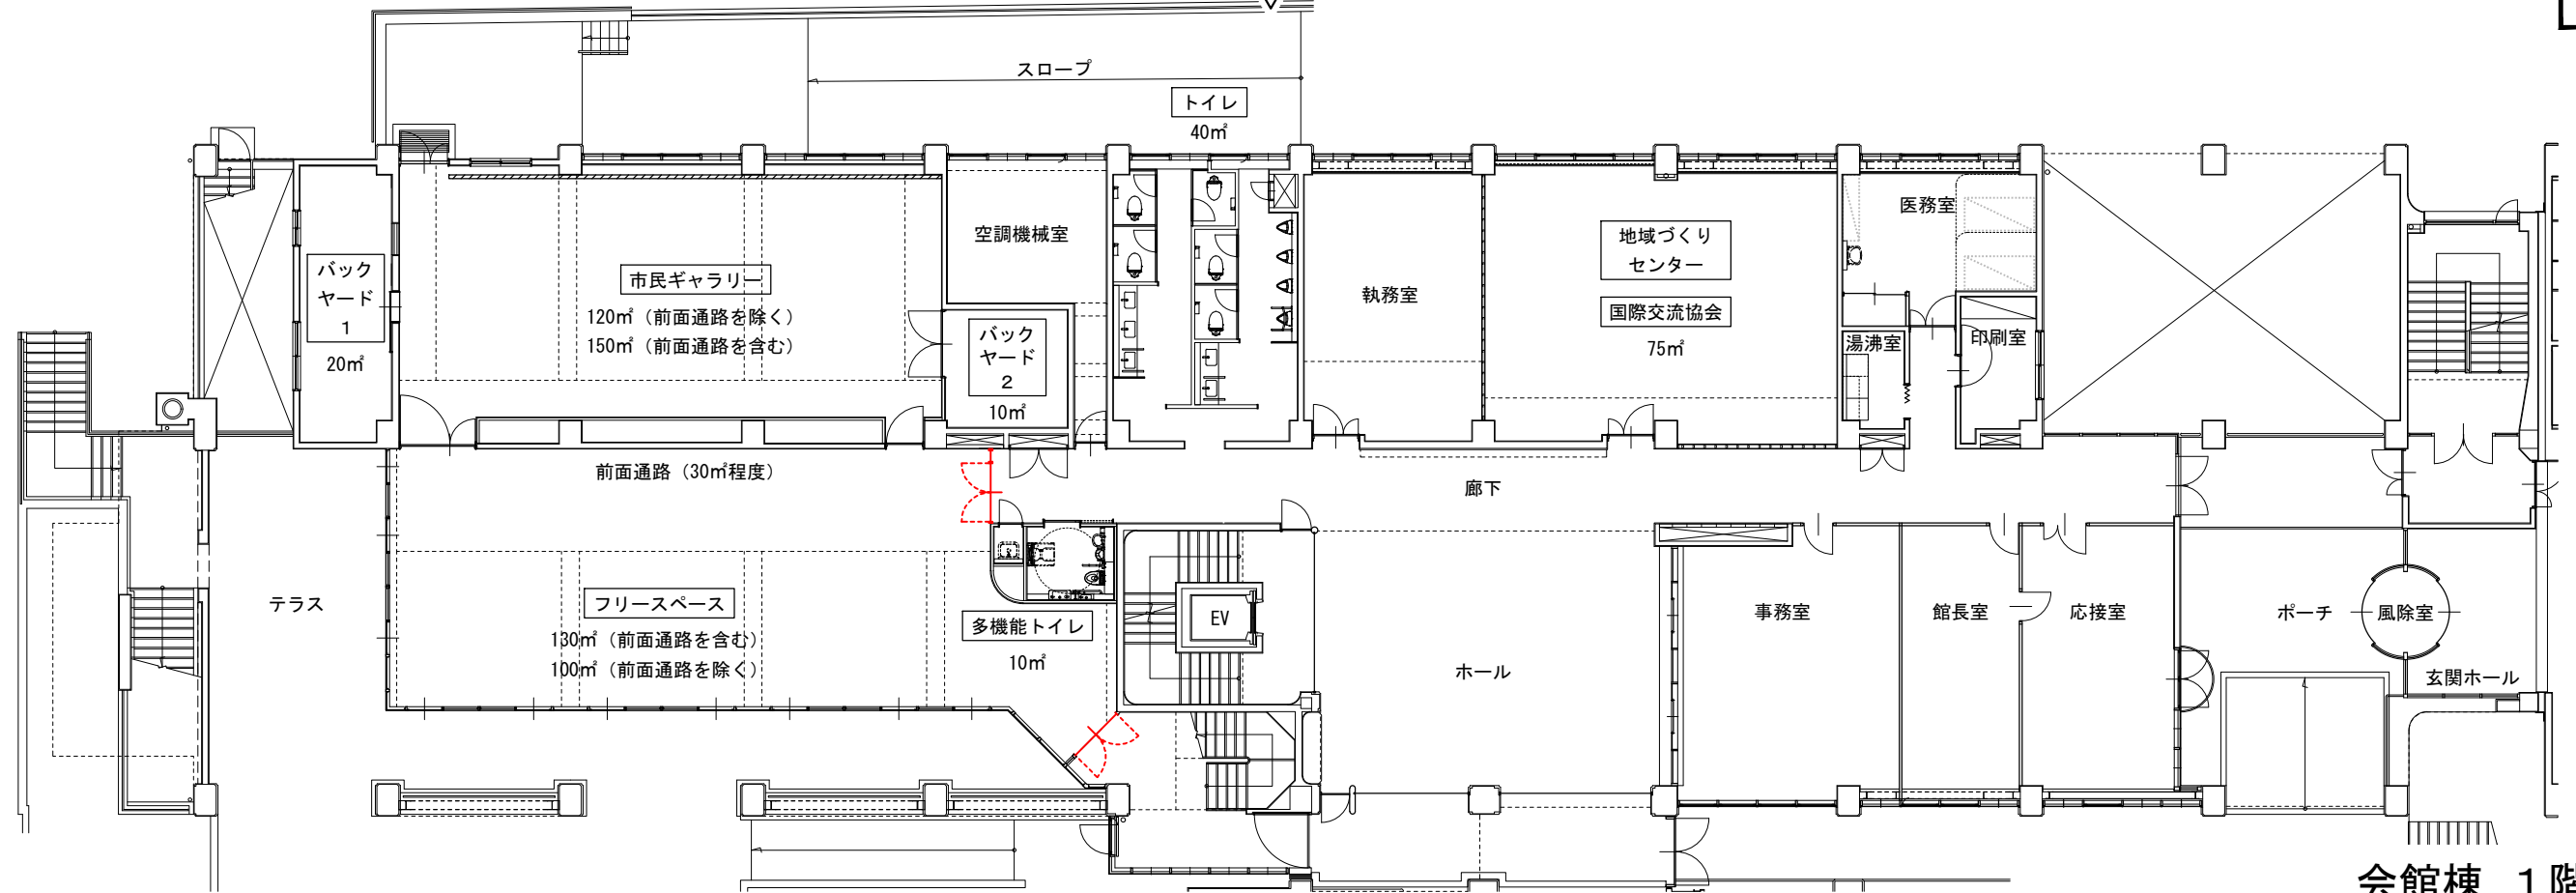 スロープ
トイレ
40㎡
バック
ヤード
1
20㎡
市民ギャラリー
120㎡（前面通路を除く）
150㎡（前面通路を含む）
空調機械室
バック
ヤード
2
10㎡
執務室
地域づくり
センター
国際交流協会
75㎡
医務室
湯沸室
印刷室
前面通路（30㎡程度）
廊下
テラス
フリースペース
130㎡（前面通路を含む）
100㎡（前面通路を除く）
多機能トイレ
10㎡
EV
ホール
事務室
館長室
応接室
ポーチ
風除室
玄関ホール
会館棟 1階